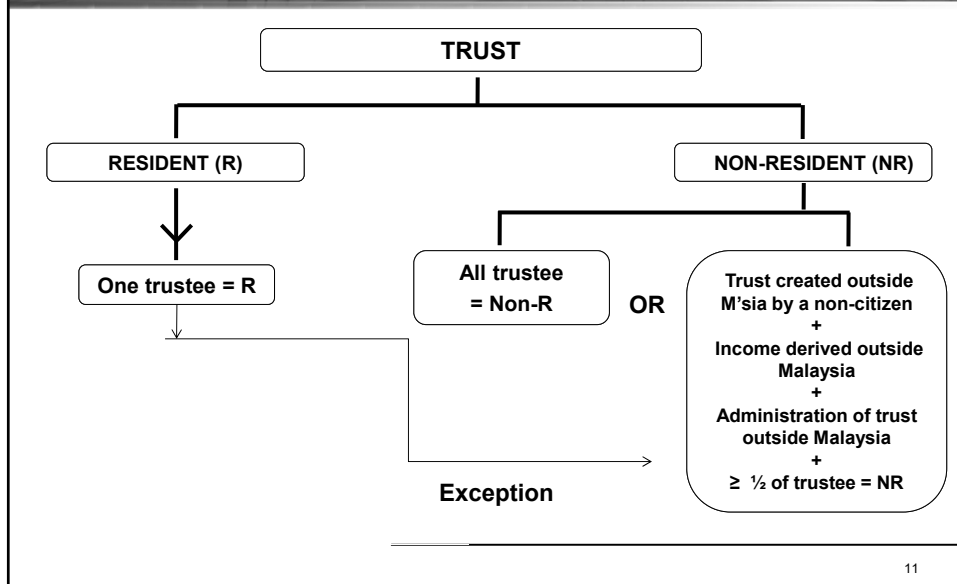 TRUST
RESIDENT (R)
NON-RESIDENT (NR)
One trustee = R
All trustee
= Non-R
OR
Trust created outside
M'sia by a non-citizen
+
Income derived outside
Malaysia
+
Administration of trust
outside Malaysia
+
≥ ½ of trustee = NR
Exception
11